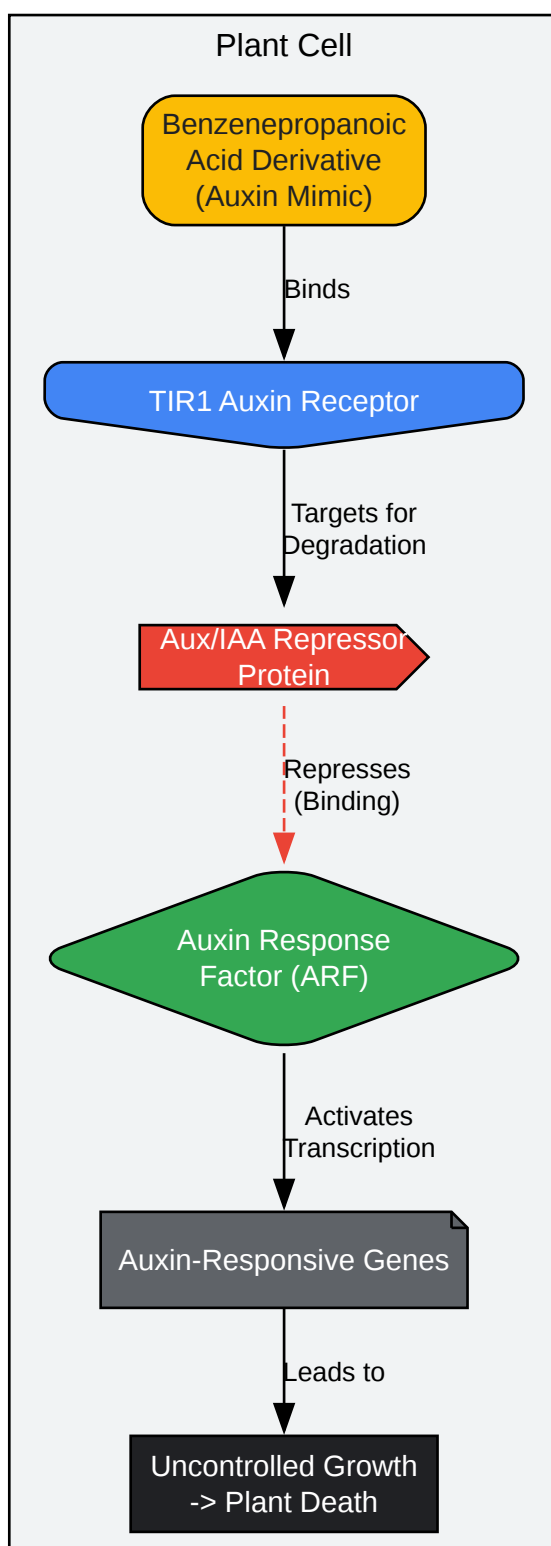 Plant Cell
Benzenepropanoic
Acid Derivative
(Auxin Mimic)
Binds
TIR1 Auxin Receptor
Targets for
Degradation
Aux/IAA Repressor
Protein
Represses
(Binding)
Auxin Response
Factor (ARF)
Activates
Transcription
Auxin-Responsive Genes
Leads to
Uncontrolled Growth
-> Plant Death